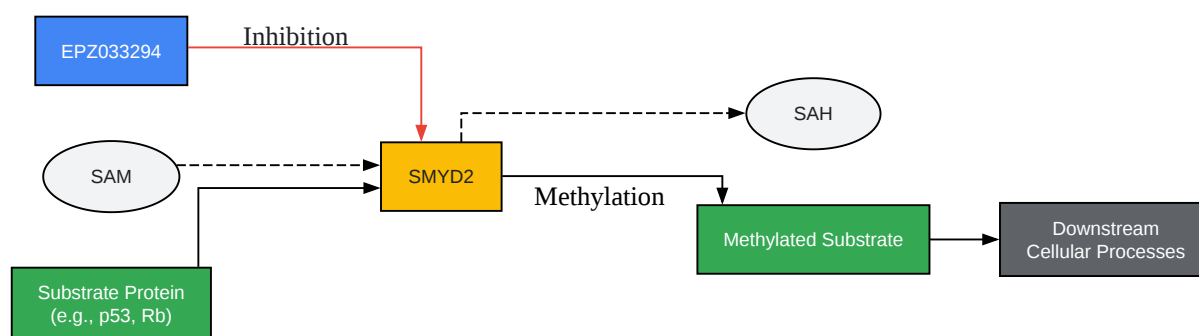 EPZ033294
Inhibition
SAH
SAM
SMYD2
Methylation
Methylated Substrate
Downstream
Cellular Processes
Substrate Protein
(e.g., p53, Rb)